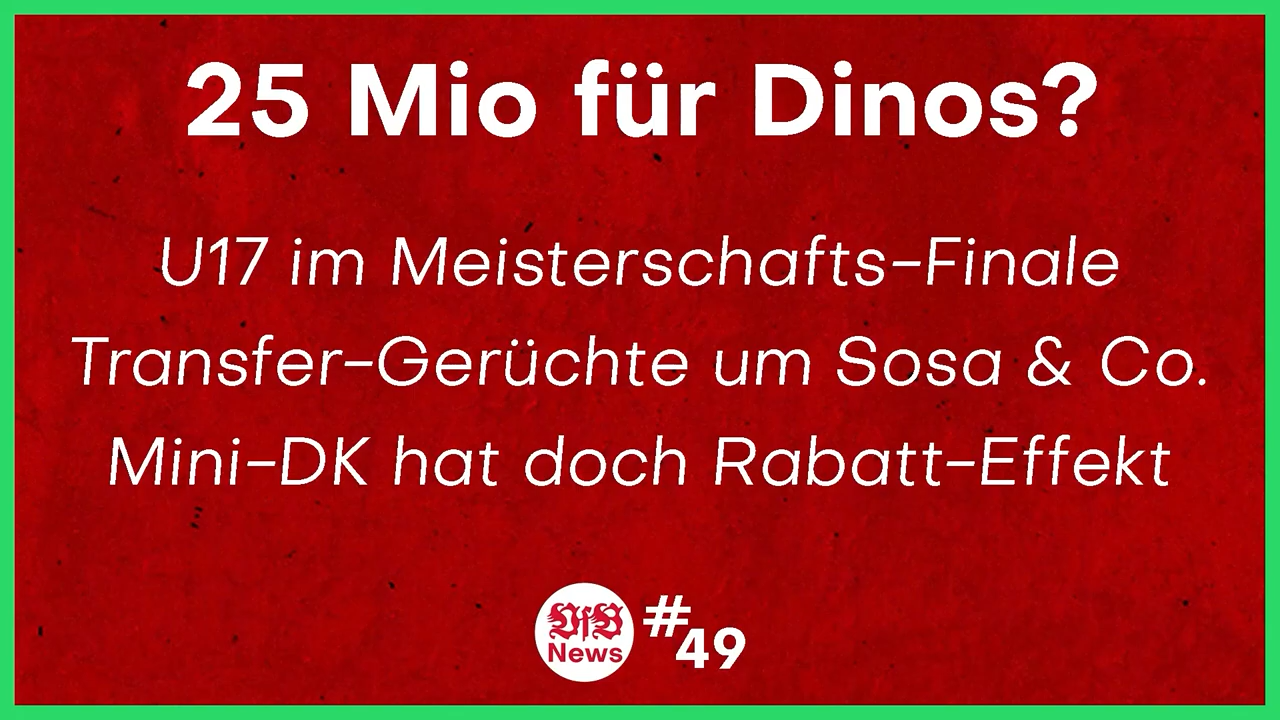 25 Mio für Dinos?
U17 im Meisterschafts-Finale
Transfer-Gerüchte um Sosa & Co.
Mini-DK hat doch Rabatt-Effekt
VfB
News
#49